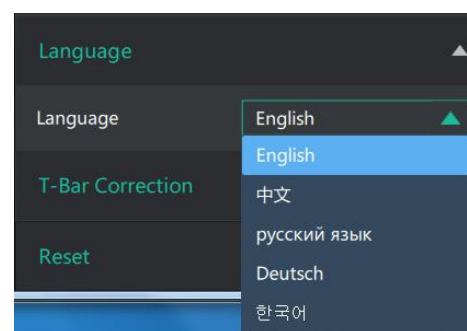 Language
Language
English
English
T-Bar Correction
中文
русский язык
Reset
Deutsch
한국어